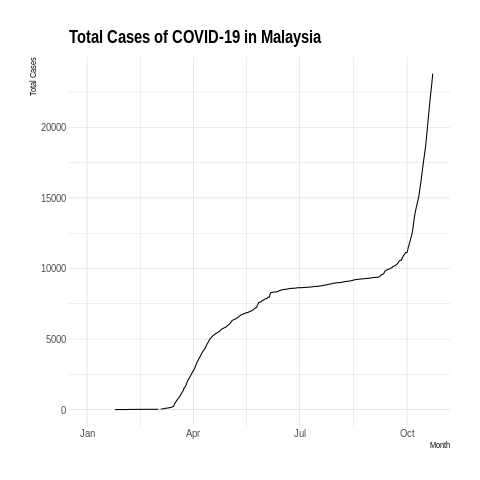 Total Cases of COVID-19 in Malaysia
Total Cases
20000
15000
10000
5000
0
Jan Apr Jul Oct
Month